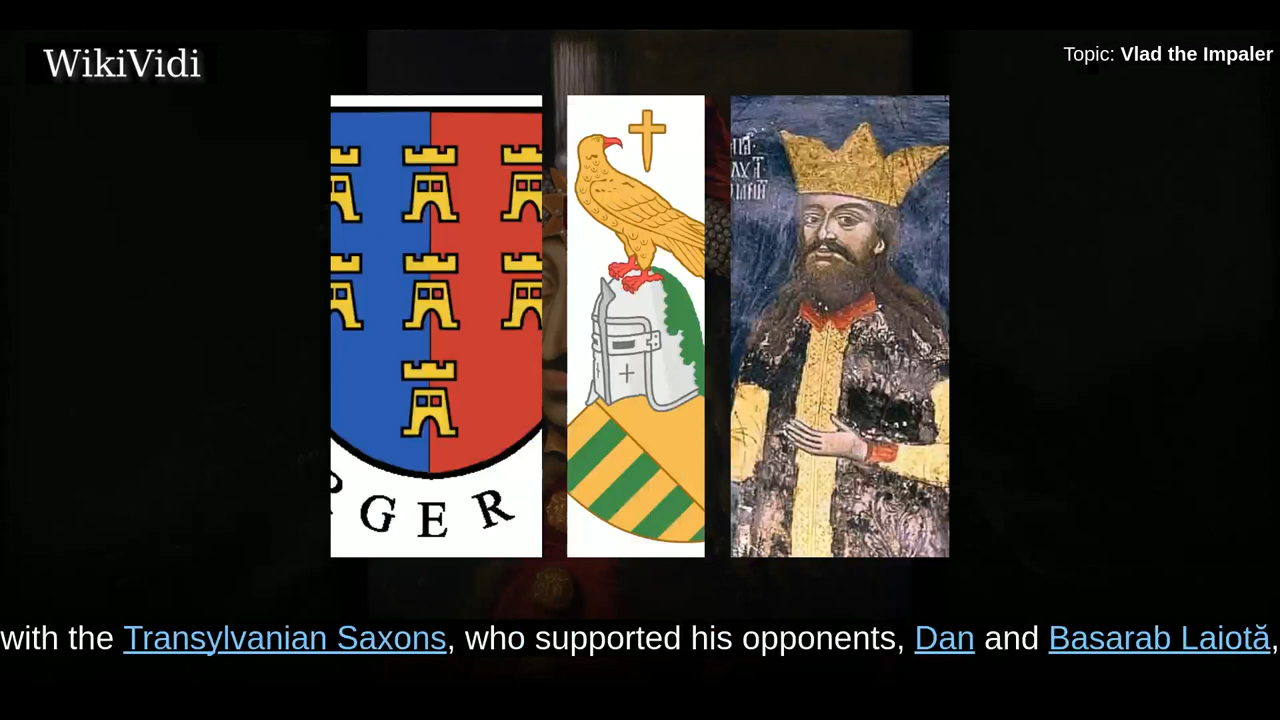 WikiVidi
Topic: Vlad the Impaler
GER
with the Transylvanian Saxons, who supported his opponents, Dan and Basarab Laiotă,